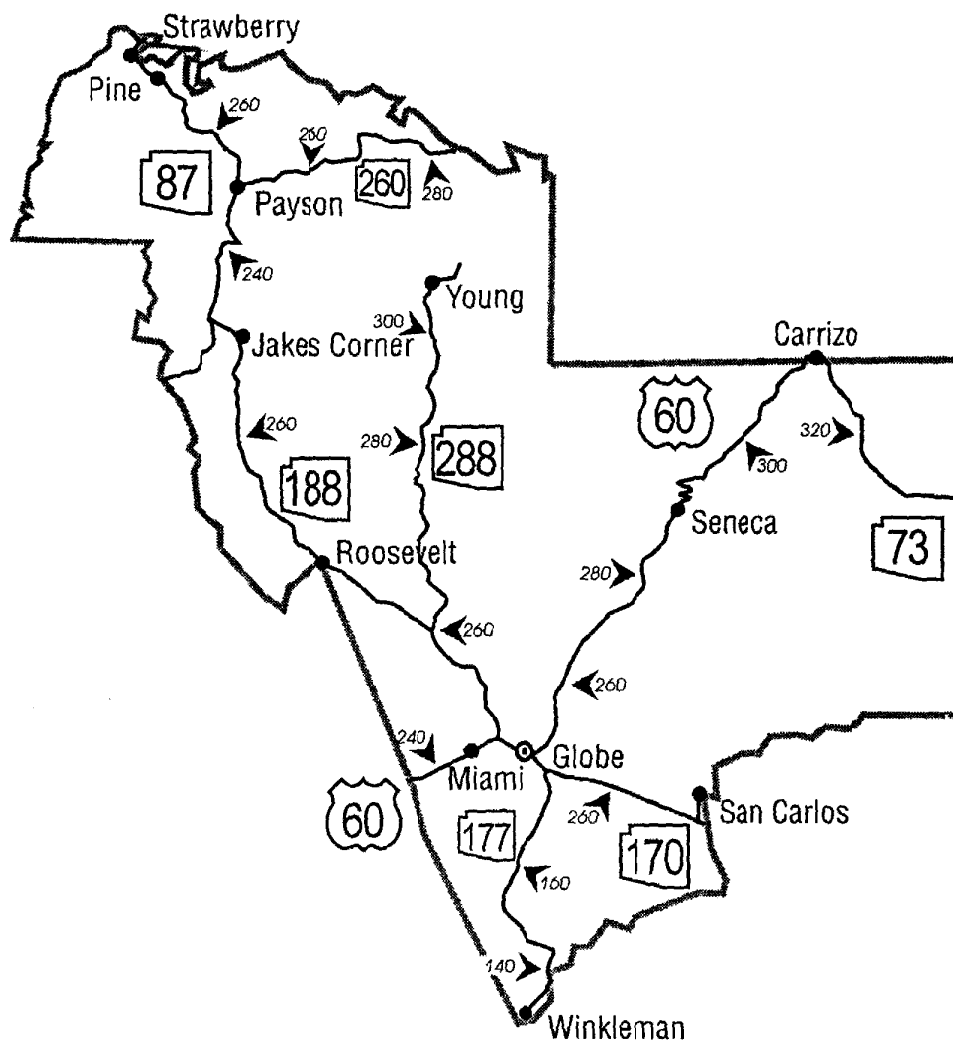 Strawberry
Pine
260
87
Payson
260
260
280
240
Young
300
Jakes Corner
Carrizo
60
260
280
288
300
320
188
Seneca
73
Roosevelt
280
260
260
240
Miami
Globe
60
177
260
San Carlos
170
160
140
Winkleman